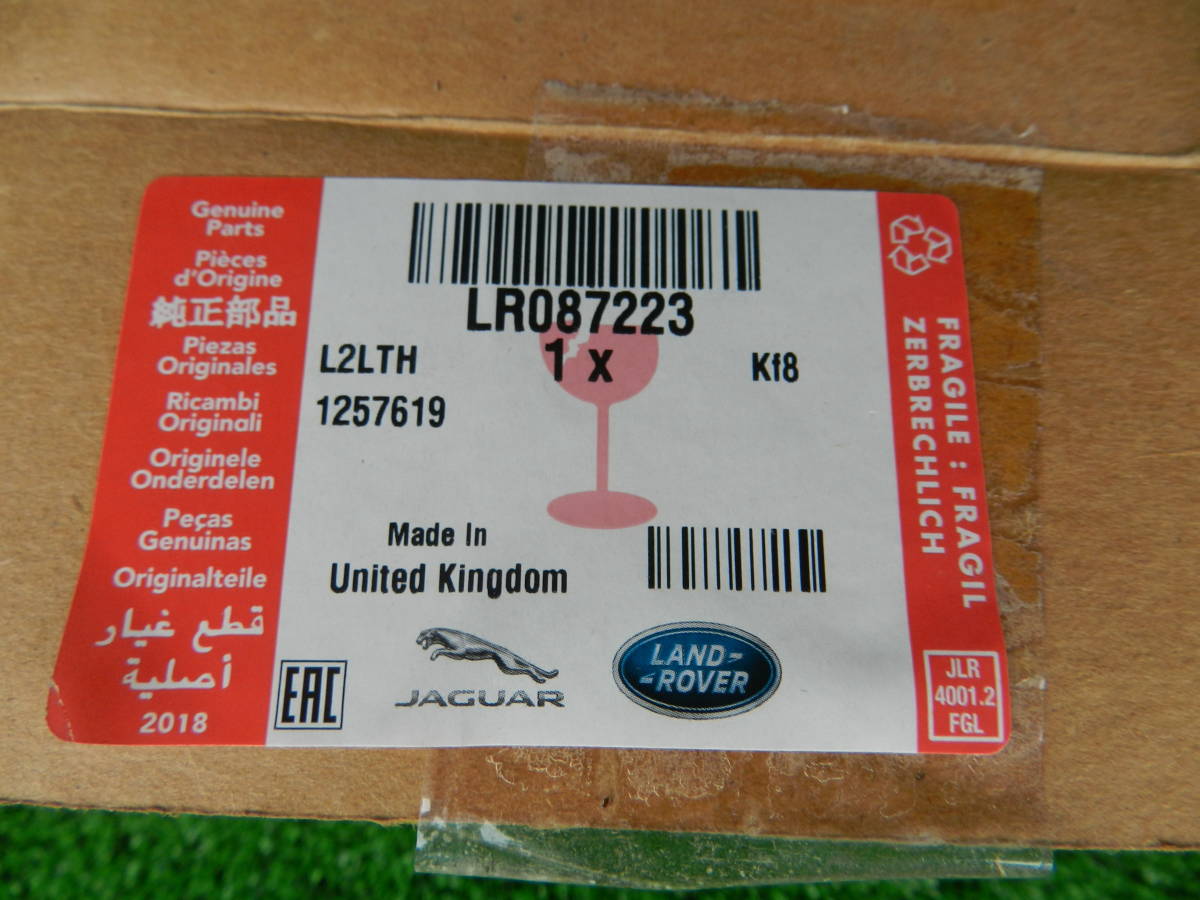 Genuine
Parts
Pièces
d'Origine
純正部品
Piezas
Originales
Ricambi
Originali
Originele
Onderdelen
Peças
Genuinas
Originalteile
قطع غيار
أصلية
2018
LR087223
L2LTH
1 x
Kf8
1257619
Made In
United Kingdom
EAC
JAGUAR
LAND-
-ROVER
FRAGILE : FRAGIL
ZERBRECHLICH
JLR
4001.2
FGL